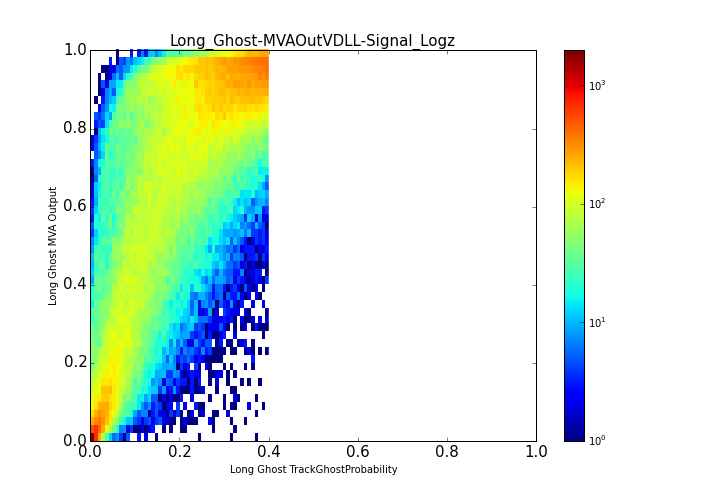 Long_Ghost-MVAOutVDLL-Signal_Logz
1.0
0.8
0.6
0.4
0.2
0.0
Long Ghost MVA Output
0.0 0.2 0.4 0.6 0.8 1.0
Long Ghost TrackGhostProbability
10³
10²
10¹
10⁰